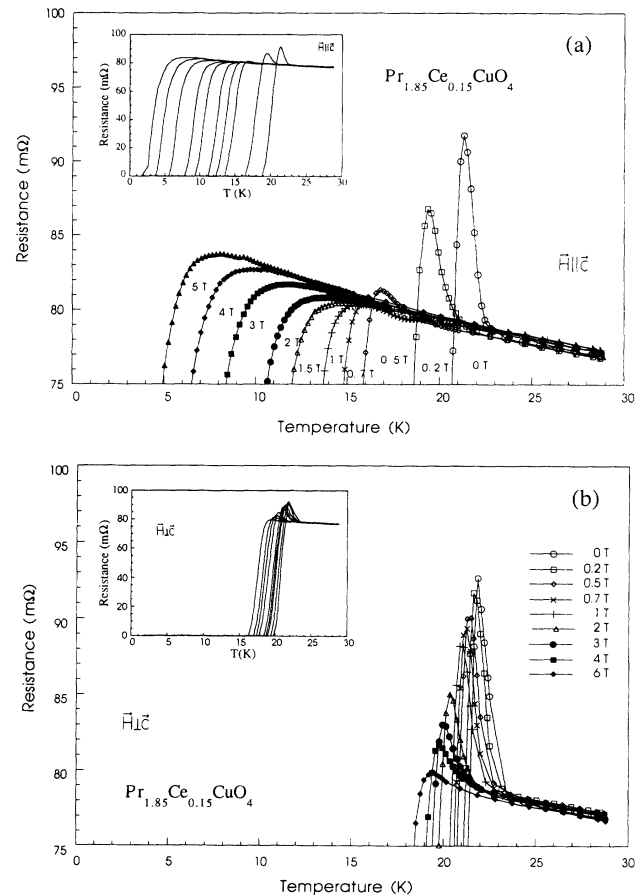 100
(a)
H∥c
Pr1.85Ce0.15CuO4
Resistance (mΩ)
100
80
60
40
20
0
0 5 10 15 20 25 30
T (K)
95
90
85
80
75
Resistance (mΩ)
H∥c
5 T
4 T
3 T
2 T
1.5 T
1 T
0.7 T
0.5 T
0.2 T
0 T
0 5 10 15 20 25 30
Temperature (K)
100
(b)
H⊥c
Resistance (mΩ)
100
80
60
40
20
0
0 5 10 15 20 25 30
T(K)
0 T
0.2 T
0.5 T
0.7 T
1 T
2 T
3 T
4 T
6 T
95
90
85
80
75
Resistance (mΩ)
H⊥c
Pr1.85Ce0.15CuO4
0 5 10 15 20 25 30
Temperature (K)